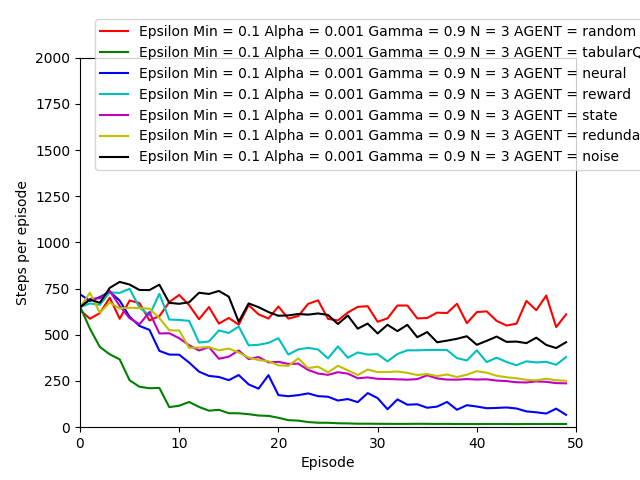 Epsilon Min = 0.1 Alpha = 0.001 Gamma = 0.9 N = 3 AGENT = random
Epsilon Min = 0.1 Alpha = 0.001 Gamma = 0.9 N = 3 AGENT = tabularQ
Epsilon Min = 0.1 Alpha = 0.001 Gamma = 0.9 N = 3 AGENT = neural
Epsilon Min = 0.1 Alpha = 0.001 Gamma = 0.9 N = 3 AGENT = reward
Epsilon Min = 0.1 Alpha = 0.001 Gamma = 0.9 N = 3 AGENT = state
Epsilon Min = 0.1 Alpha = 0.001 Gamma = 0.9 N = 3 AGENT = redunda
Epsilon Min = 0.1 Alpha = 0.001 Gamma = 0.9 N = 3 AGENT = noise
2000
1750
1500
1250
1000
750
500
250
0
Steps per episode
0 10 20 30 40 50
Episode